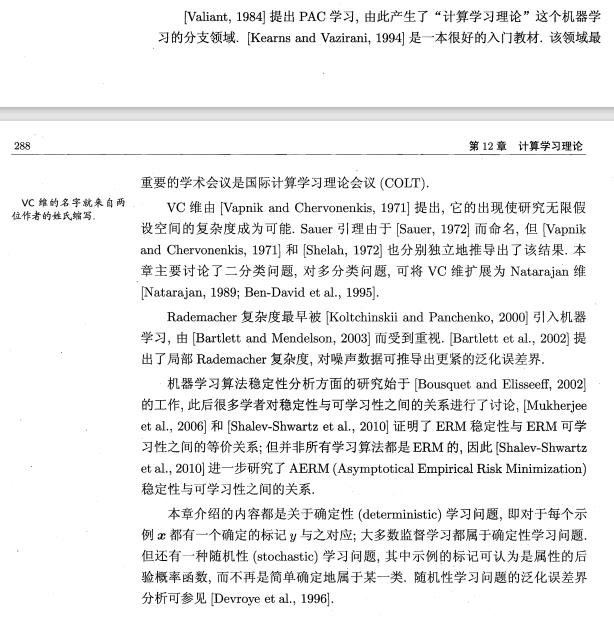 [Valiant, 1984] 提出 PAC 学习, 由此产生了 “计算学习理论” 这个机器学
习的分支领域. [Kearns and Vazirani, 1994] 是一本很好的入门教材. 该领域最
288
第 12 章 计算学习理论
重要的学术会议是国际计算学习理论会议 (COLT).
VC 维的名字就来自两
位作者的姓氏缩写.
VC 维由 [Vapnik and Chervonenkis, 1971] 提出, 它的出现使研究无限假
设空间的复杂度成为可能. Sauer 引理由于 [Sauer, 1972] 而命名, 但 [Vapnik
and Chervonenkis, 1971] 和 [Shelah, 1972] 也分别独立地推导出了该结果. 本
章主要讨论了二分类问题, 对多分类问题, 可将 VC 维扩展为 Natarajan 维
[Natarajan, 1989; Ben-David et al., 1995].
Rademacher 复杂度最早被 [Koltchinskii and Panchenko, 2000] 引入机器
学习, 由 [Bartlett and Mendelson, 2003] 而受到重视. [Bartlett et al., 2002] 提
出了局部 Rademacher 复杂度, 对噪声数据可推导出更紧的泛化误差界.
机器学习算法稳定性分析方面的研究始于 [Bousquet and Elisseeff, 2002]
的工作, 此后很多学者对稳定性与可学习性之间的关系进行了讨论, [Mukherjee
et al., 2006] 和 [Shalev-Shwartz et al., 2010] 证明了 ERM 稳定性与 ERM 可学
习性之间的等价关系; 但并非所有学习算法都是 ERM 的, 因此 [Shalev-Shwartz
et al., 2010] 进一步研究了 AERM (Asymptotical Empirical Risk Minimization)
稳定性与可学习性之间的关系.
本章介绍的内容都是关于确定性 (deterministic) 学习问题, 即对于每个示
例 x 都有一个确定的标记 y 与之对应; 大多数监督学习都属于确定性学习问题.
但还有一种随机性 (stochastic) 学习问题, 其中示例的标记可认为是属性的后
验概率函数, 而不再是简单确定地属于某一类. 随机性学习问题的泛化误差界
分析可参见 [Devroye et al., 1996].